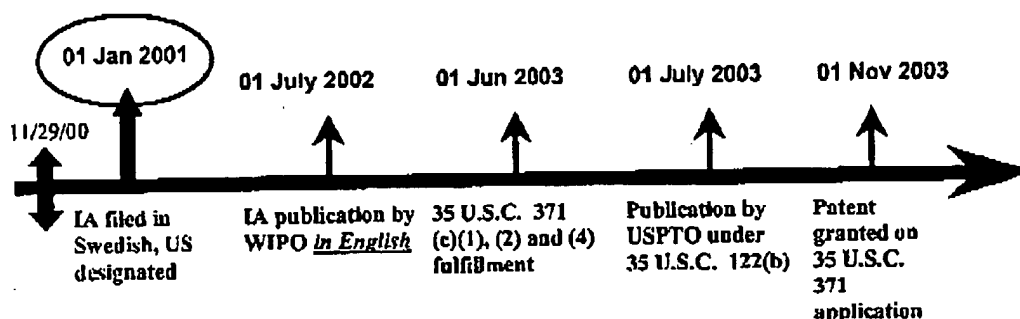 01 Jan 2001
01 July 2002
01 Jun 2003
01 July 2003
01 Nov 2003
11/29/00
IA filed in
Swedish, US
designated
IA publication by
WIPO in English
35 U.S.C. 371
(c)(1), (2) and (4)
fulfillment
Publication by
USPTO under
35 U.S.C. 122(b)
Patent
granted on
35 U.S.C.
371
application